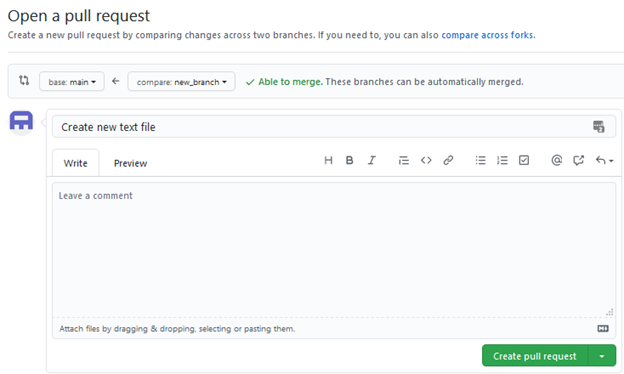 Open a pull request
Create a new pull request by comparing changes across two branches. If you need to, you can also compare across forks.
base: main
compare: new_branch
Able to merge. These branches can be automatically merged.
Create new text file
Write
Preview
H B I
Leave a comment
Attach files by dragging & dropping, selecting or pasting them.
Create pull request